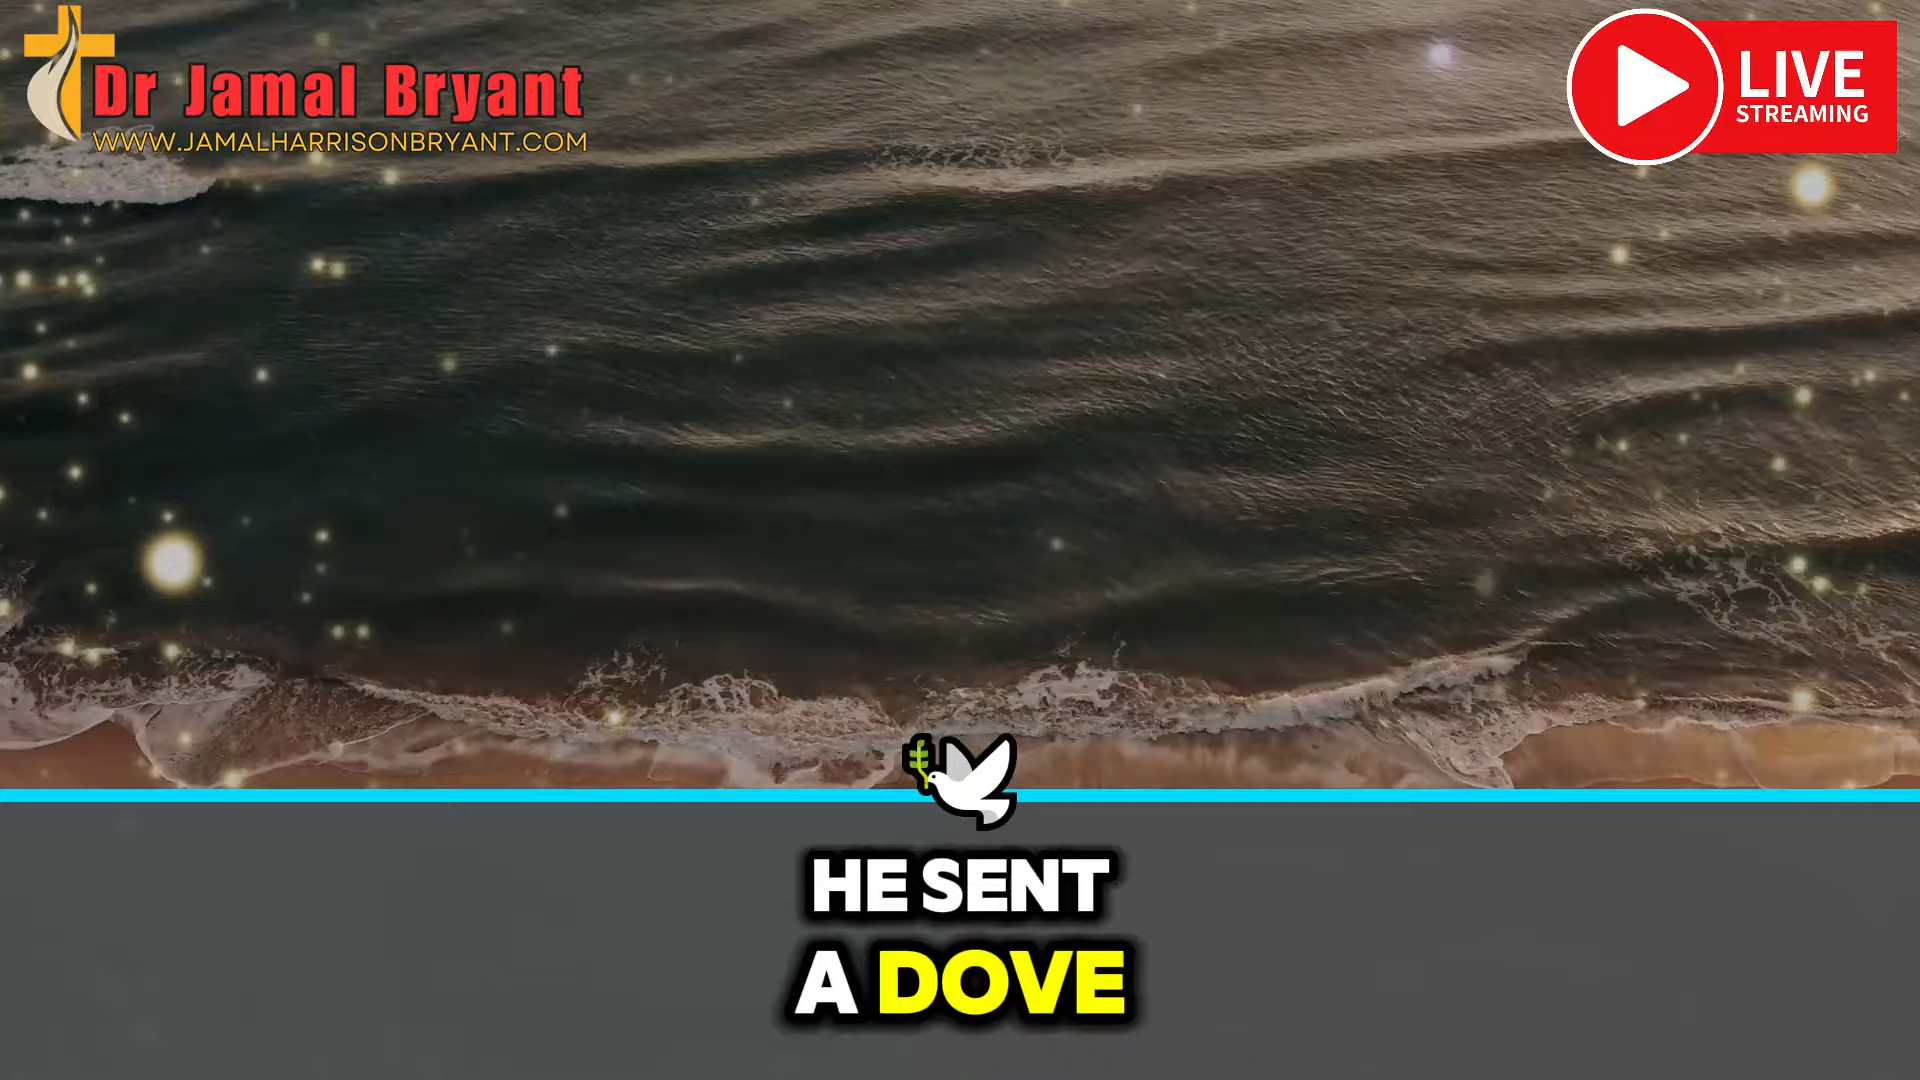 Dr Jamal Bryant
WWW.JAMALHARRISONBRYANT.COM
LIVE
STREAMING
HE SENT
A DOVE